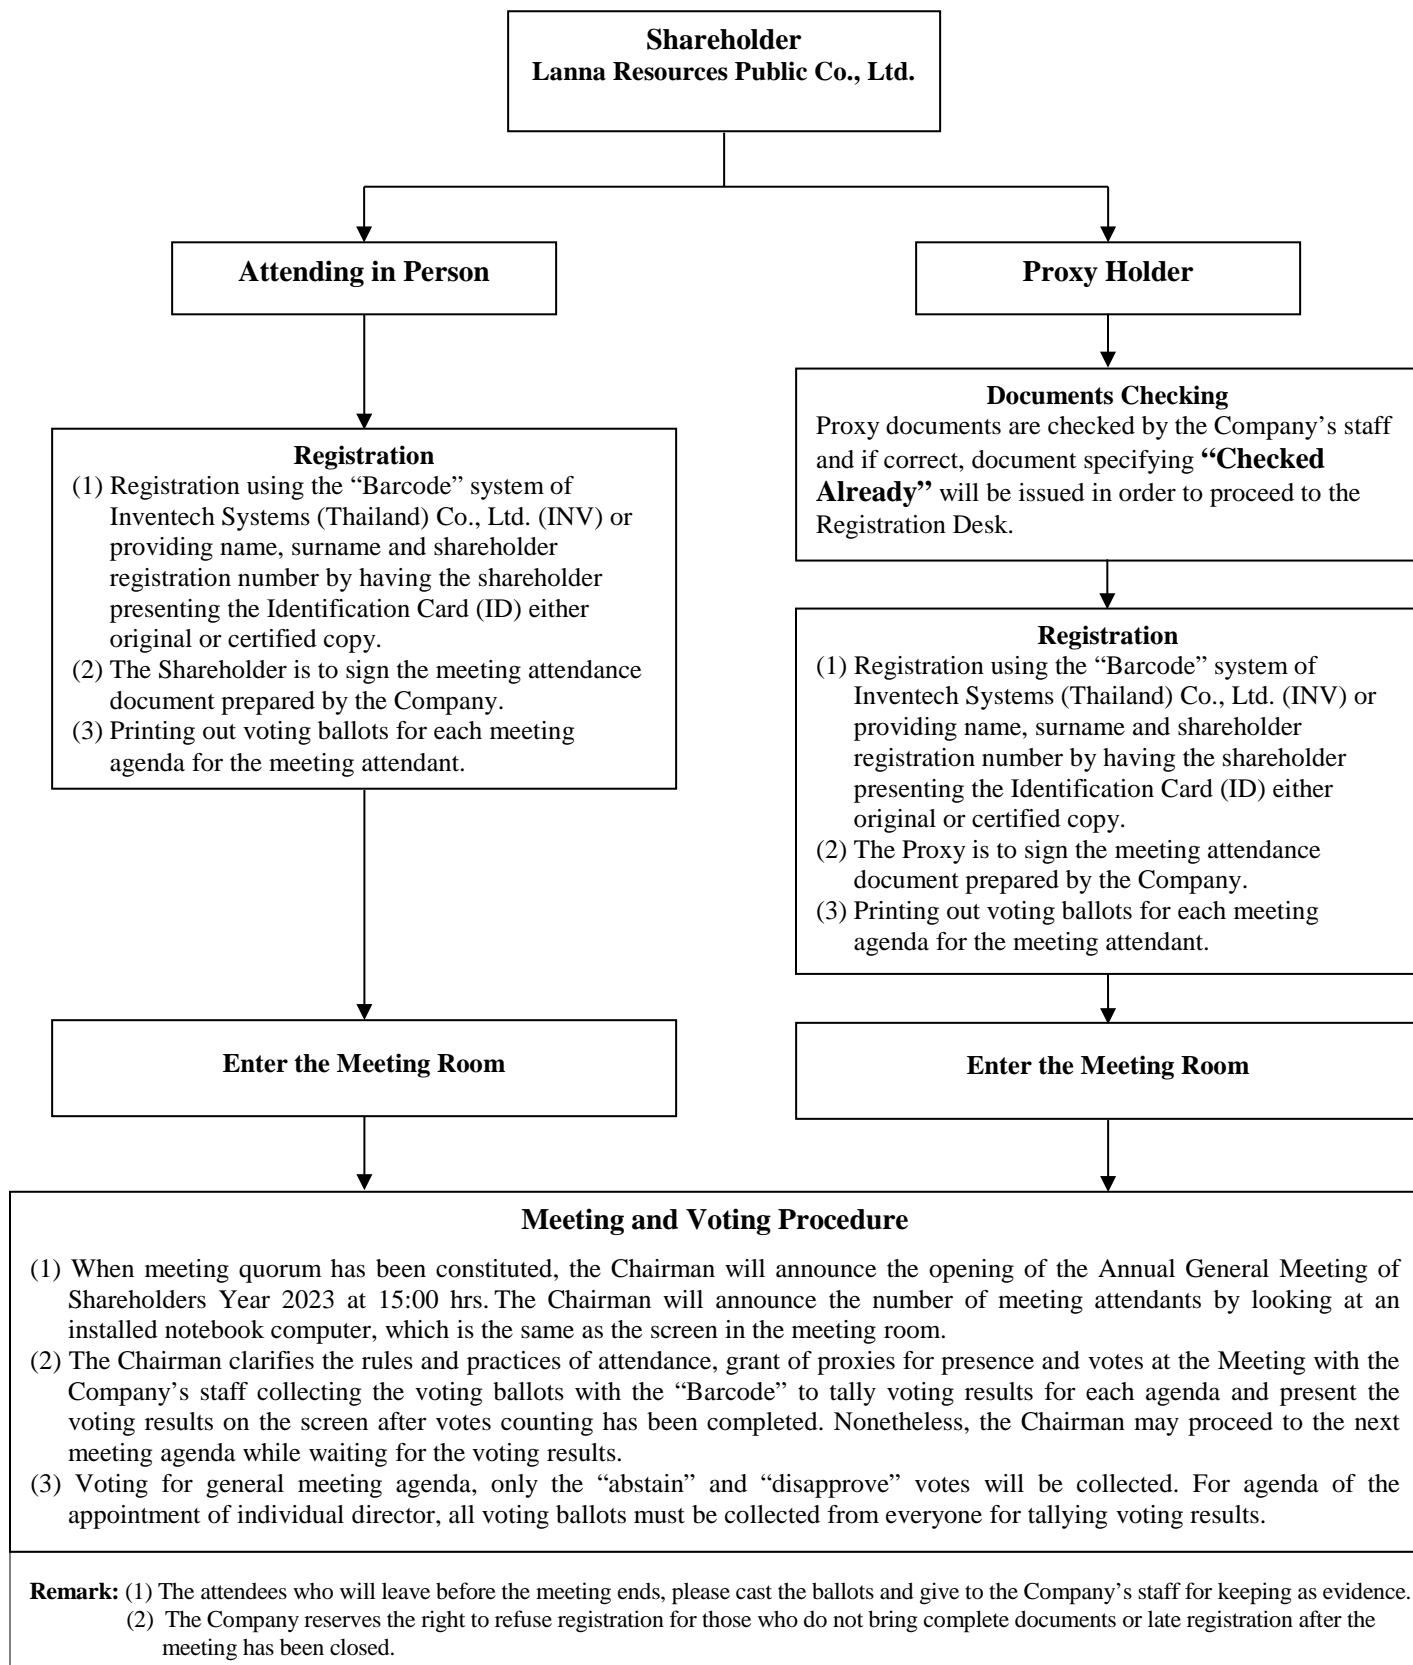 Shareholder
Lanna Resources Public Co., Ltd.
Attending in Person
Registration
(1) Registration using the “Barcode” system of
Inventech Systems (Thailand) Co., Ltd. (INV) or
providing name, surname and shareholder
registration number by having the shareholder
presenting the Identification Card (ID) either
original or certified copy.
(2) The Shareholder is to sign the meeting attendance
document prepared by the Company.
(3) Printing out voting ballots for each meeting
agenda for the meeting attendant.
Enter the Meeting Room
Proxy Holder
Documents Checking
Proxy documents are checked by the Company’s staff
and if correct, document specifying “Checked
Already” will be issued in order to proceed to the
Registration Desk.
Registration
(1) Registration using the “Barcode” system of
Inventech Systems (Thailand) Co., Ltd. (INV) or
providing name, surname and shareholder
registration number by having the shareholder
presenting the Identification Card (ID) either
original or certified copy.
(2) The Proxy is to sign the meeting attendance
document prepared by the Company.
(3) Printing out voting ballots for each meeting
agenda for the meeting attendant.
Enter the Meeting Room
Meeting and Voting Procedure
(1) When meeting quorum has been constituted, the Chairman will announce the opening of the Annual General Meeting of
Shareholders Year 2023 at 15:00 hrs. The Chairman will announce the number of meeting attendants by looking at an
installed notebook computer, which is the same as the screen in the meeting room.
(2) The Chairman clarifies the rules and practices of attendance, grant of proxies for presence and votes at the Meeting with the
Company’s staff collecting the voting ballots with the “Barcode” to tally voting results for each agenda and present the
voting results on the screen after votes counting has been completed. Nonetheless, the Chairman may proceed to the next
meeting agenda while waiting for the voting results.
(3) Voting for general meeting agenda, only the “abstain” and “disapprove” votes will be collected. For agenda of the
appointment of individual director, all voting ballots must be collected from everyone for tallying voting results.
Remark: (1) The attendees who will leave before the meeting ends, please cast the ballots and give to the Company’s staff for keeping as evidence.
(2) The Company reserves the right to refuse registration for those who do not bring complete documents or late registration after the
meeting has been closed.